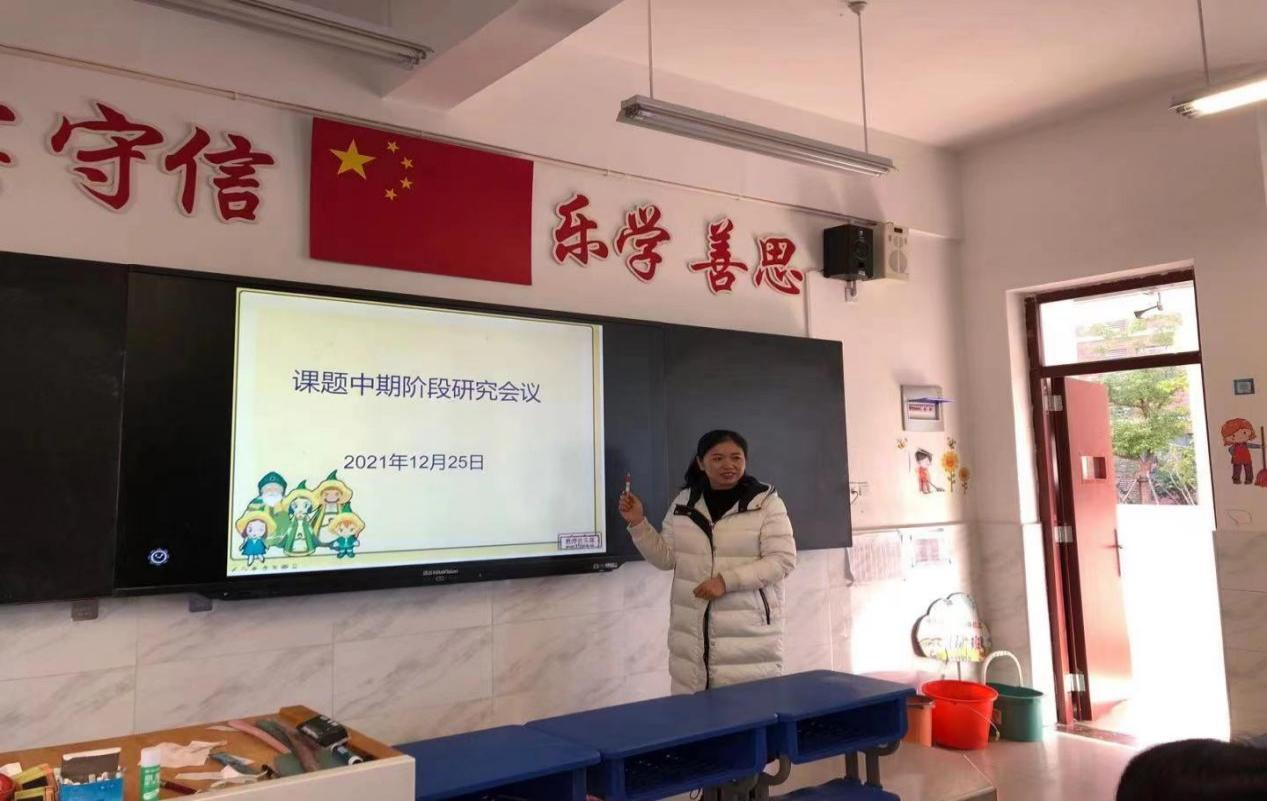 守信
乐学 善思
课题中期阶段研究会议
2021年12月25日